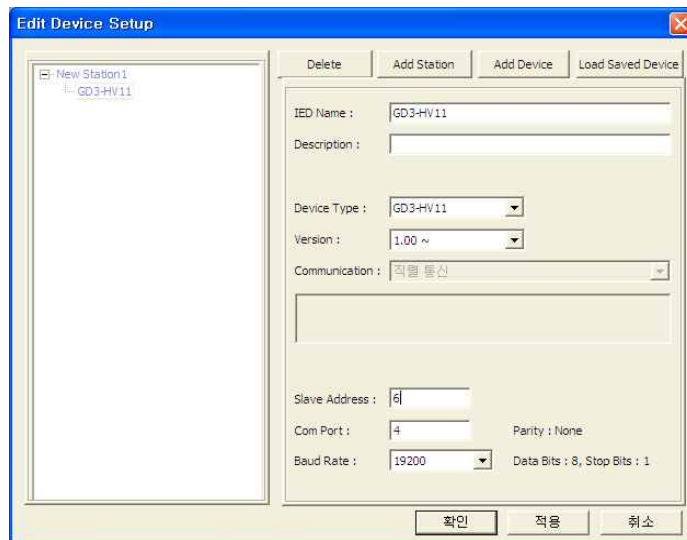 Edit Device Setup
New Station1
GD3-HV11
Delete Add Station Add Device Load Saved Device
IED Name : GD3-HV11
Description :
Device Type : GD3-HV11
Version : 1.00 ~
Communication : 직렬 통신
Slave Address : 6
Com Port : 4 Parity : None
Baud Rate : 19200 Data Bits : 8, Stop Bits : 1
확인 적용 취소